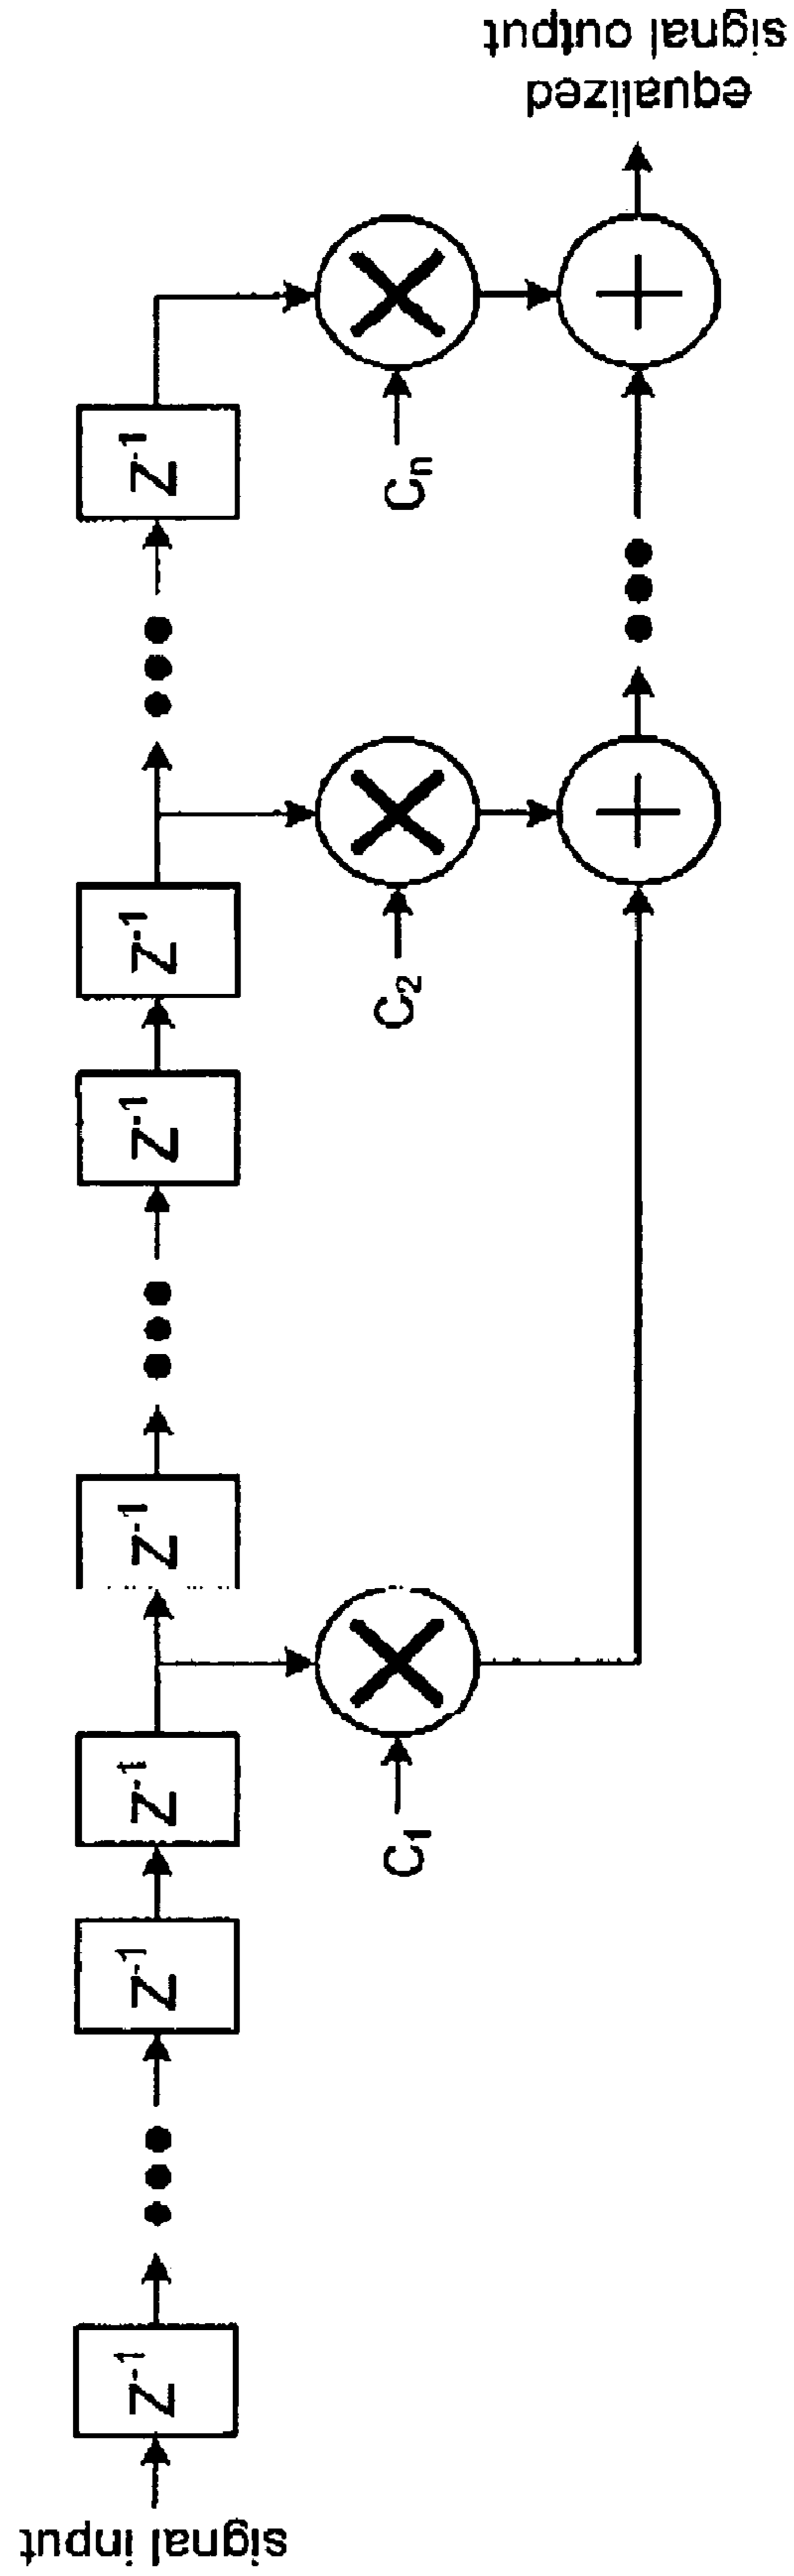 signal input
Z-1
Z-1
Z-1
Z-1
Z-1
Z-1
Z-1
C1
C2
Cn
equalized
signal output